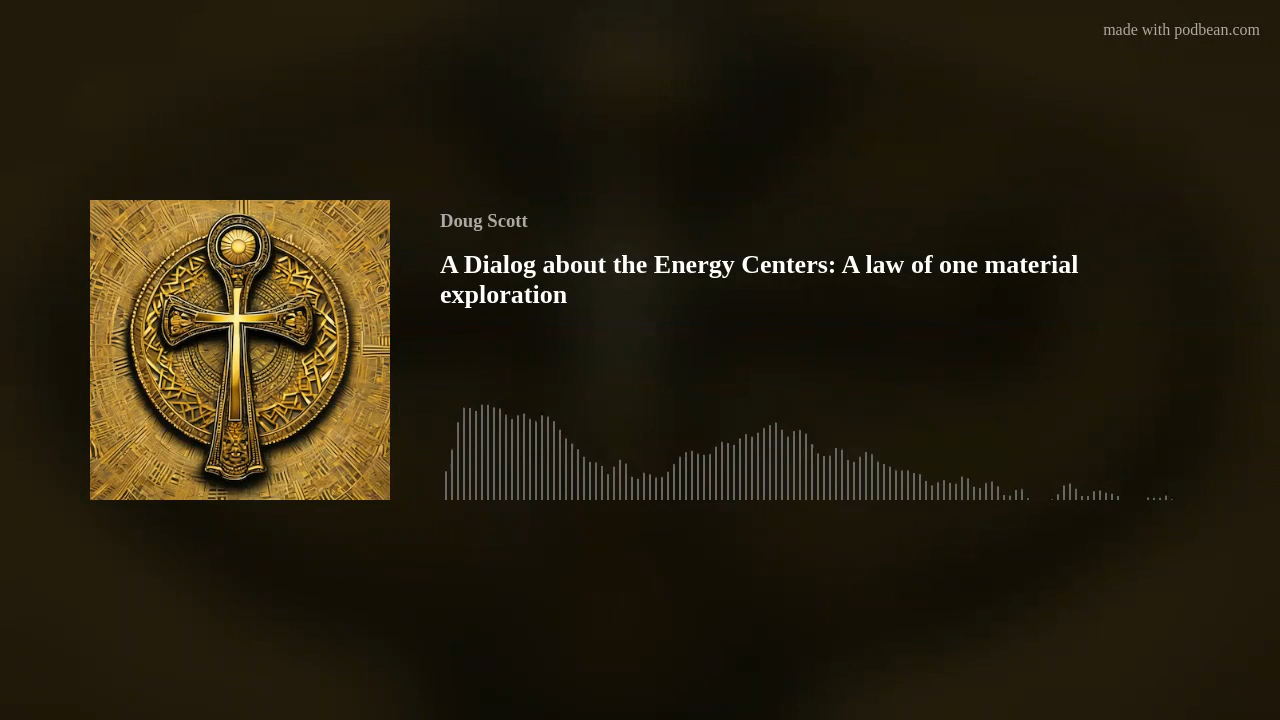 made with podbean.com
Doug Scott
A Dialog about the Energy Centers: A law of one material
exploration